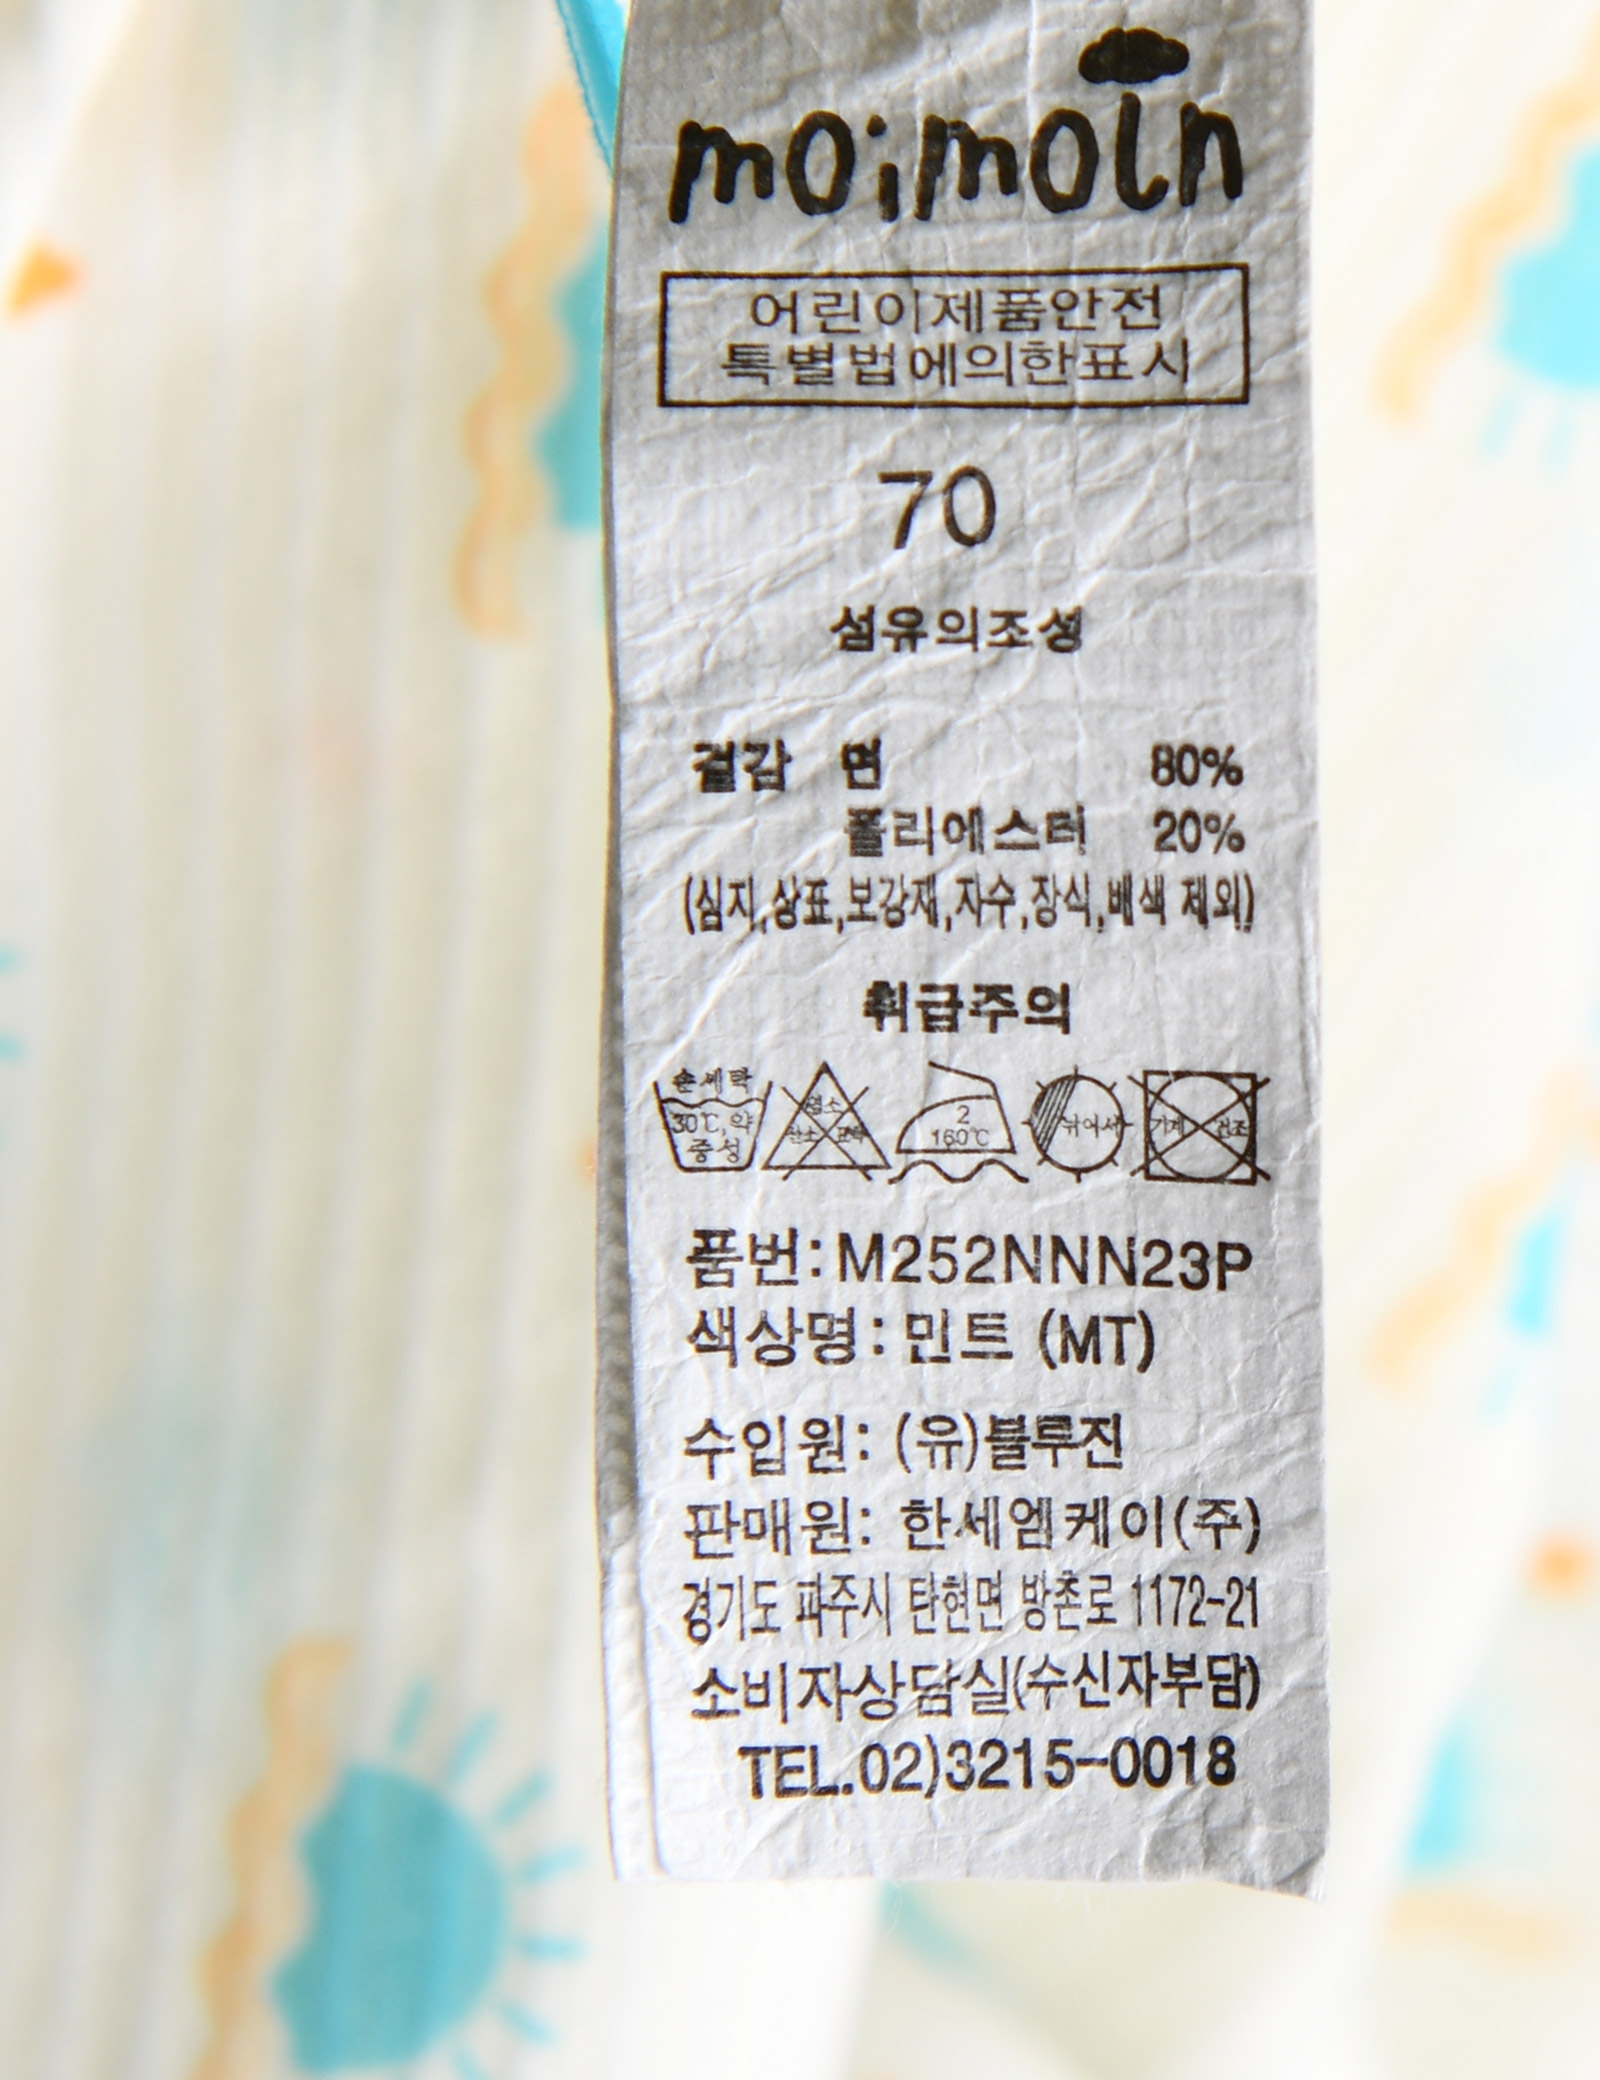 moimoln
어린이제품안전
특별법에의한표시
70
섬유의조성
겉감 면 80%
폴리에스터 20%
(심지,상표,보강재,자수,장식,배색 제외)
취급주의
손세탁
30℃,약
중성
염소
산소 표백
2
160℃
뉘어서
기계 건조
품번: M252NNN23P
색상명: 민트 (MT)
수입원: (유)블루진
판매원: 한세엠케이(주)
경기도 파주시 탄현면 방촌로 1172-21
소비자상담실(수신자부담)
TEL.02)3215-0018